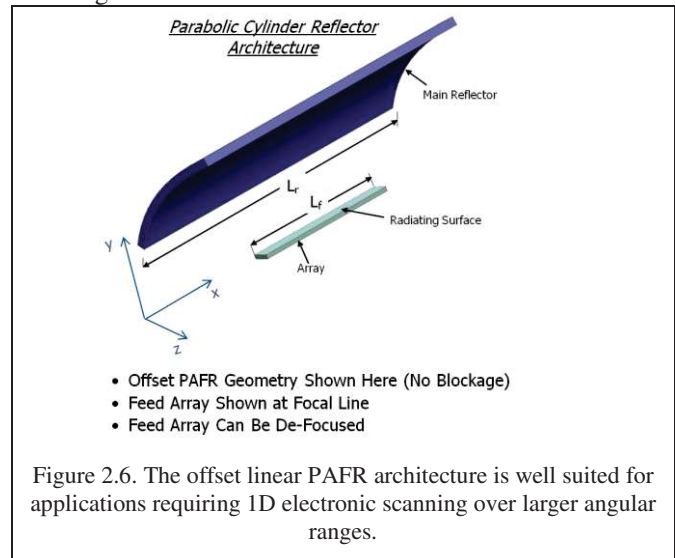 Parabolic Cylinder Reflector
Architecture
Main Reflector
Lr
Lf
Radiating Surface
Array
y
x
z
• Offset PAFR Geometry Shown Here (No Blockage)
• Feed Array Shown at Focal Line
• Feed Array Can Be De-Focused
Figure 2.6. The offset linear PAFR architecture is well suited for
applications requiring 1D electronic scanning over larger angular
ranges.